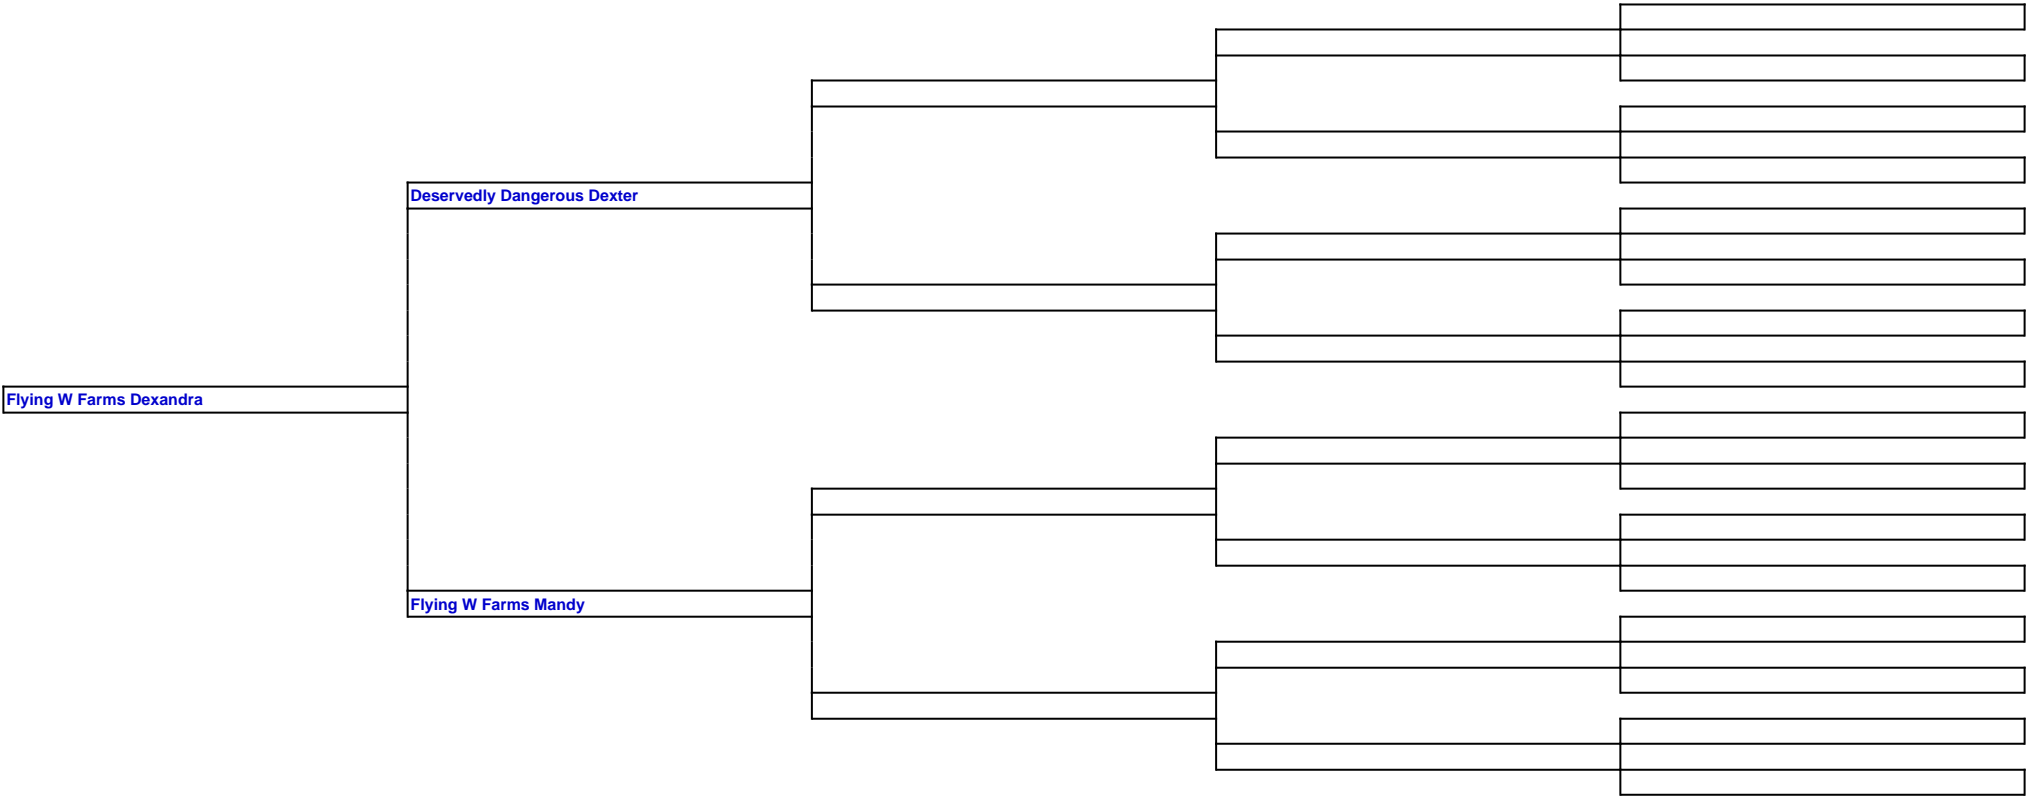 Deservedly Dangerous Dexter
Flying W Farms Dexandra
Flying W Farms Mandy